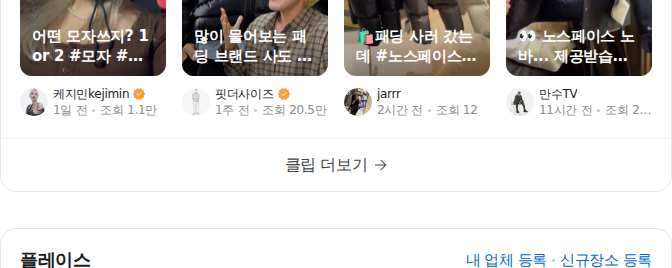 어떤 모자쓰지? 1
or 2 #모자 #...
많이 물어보는 패
딩 브랜드 사도 ...
🛍️패딩 사러 갔는
데 #노스페이스...
👀 노스페이스 노
바... 제공받습...
케지민kejimin
1일 전 · 조회 1.1만
핏더사이즈
1주 전 · 조회 20.5만
jarrr
2시간 전 · 조회 12
만수TV
11시간 전 · 조회 2...
클립 더보기 →
플레이스
내 업체 등록 · 신규장소 등록